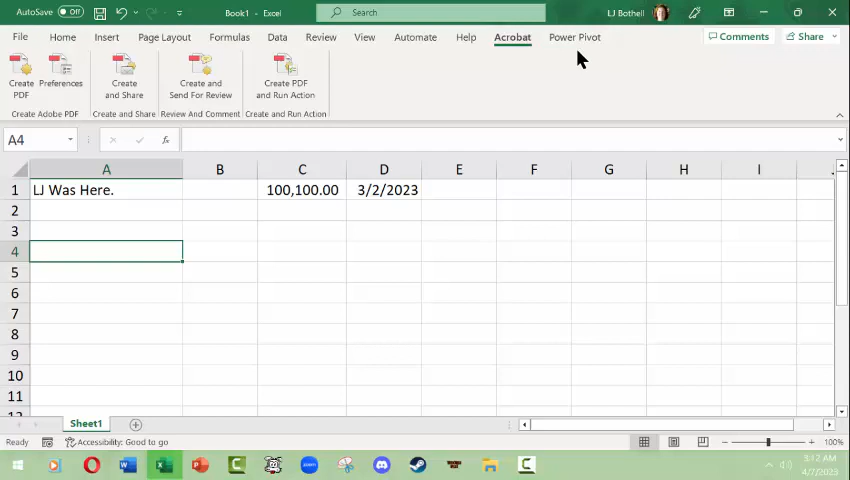 AutoSave Off Book1 - Excel Search LJ Bothell
File Home Insert Page Layout Formulas Data Review View Automate Help Acrobat Power Pivot Comments Share
Create PDF Preferences Create and Share Create and Send For Review Create PDF and Run Action
Create Adobe PDF Create and Share Review And Comment Create and Run Action
A4 fx
A B C D E F G H I
1 LJ Was Here. 100,100.00 3/2/2023
2
3
4
5
6
7
8
9
10
11
Sheet1
Ready Accessibility: Good to go 100%
3:12 AM
4/2/2023